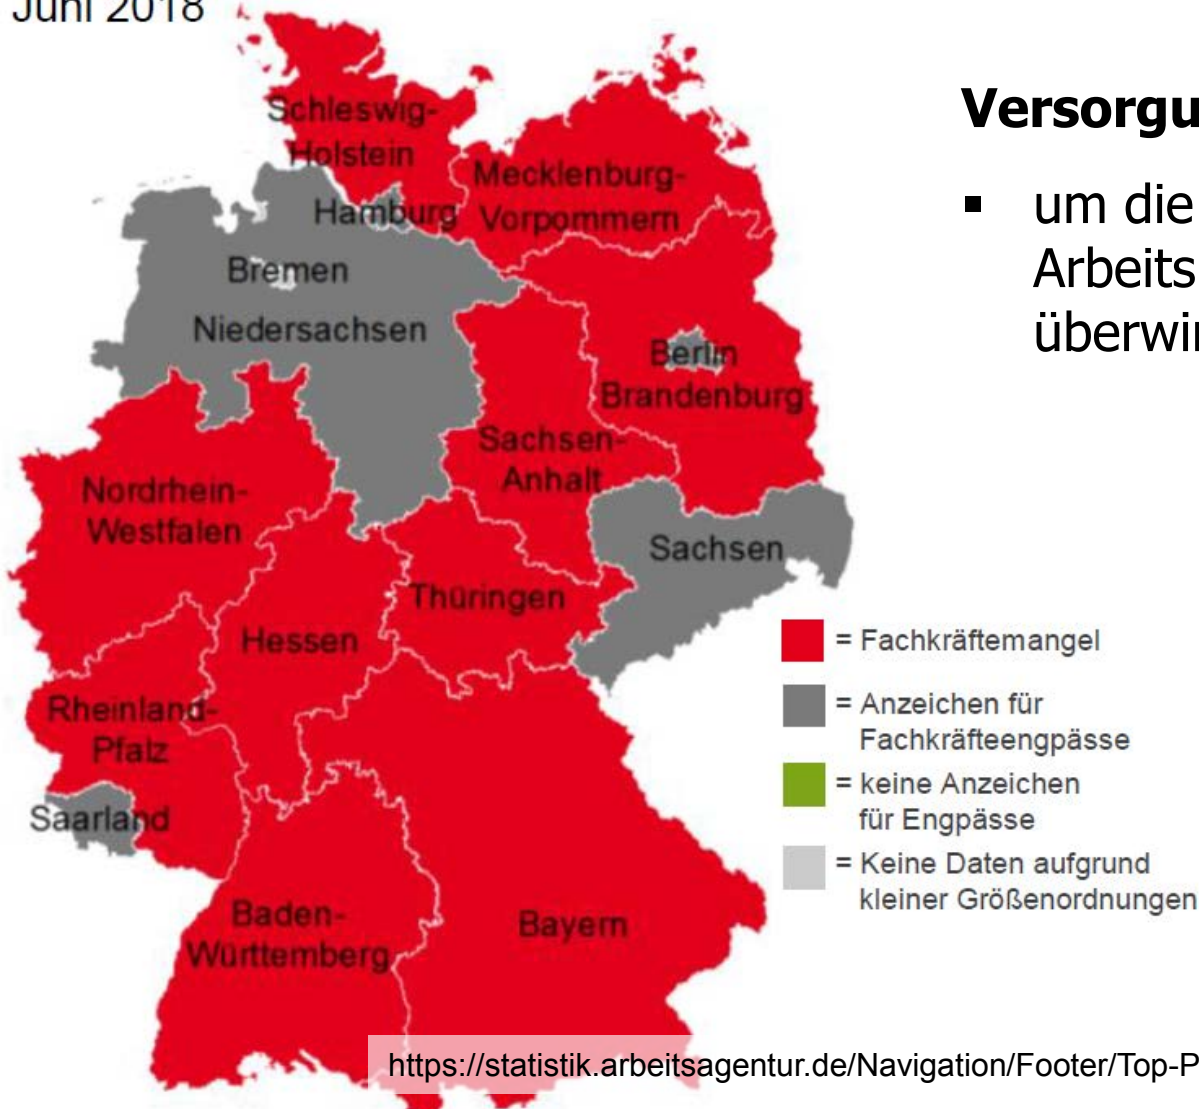 Juni 2018
Schleswig-
Holstein
Mecklenburg-
Vorpommern
Hamburg
Bremen
Niedersachsen
Berlin
Brandenburg
Sachsen-
Anhalt
Nordrhein-
Westfalen
Sachsen
Thüringen
Hessen
Rheinland-
Pfalz
Saarland
Baden-
Württemberg
Bayern
= Fachkräftemangel
= Anzeichen für
Fachkräfteengpässe
= keine Anzeichen
für Engpässe
= Keine Daten aufgrund
kleiner Größenordnungen
Versorgu
▪ um die
Arbeits
überwin
https://statistik.arbeitsagentur.de/Navigation/Footer/Top-P